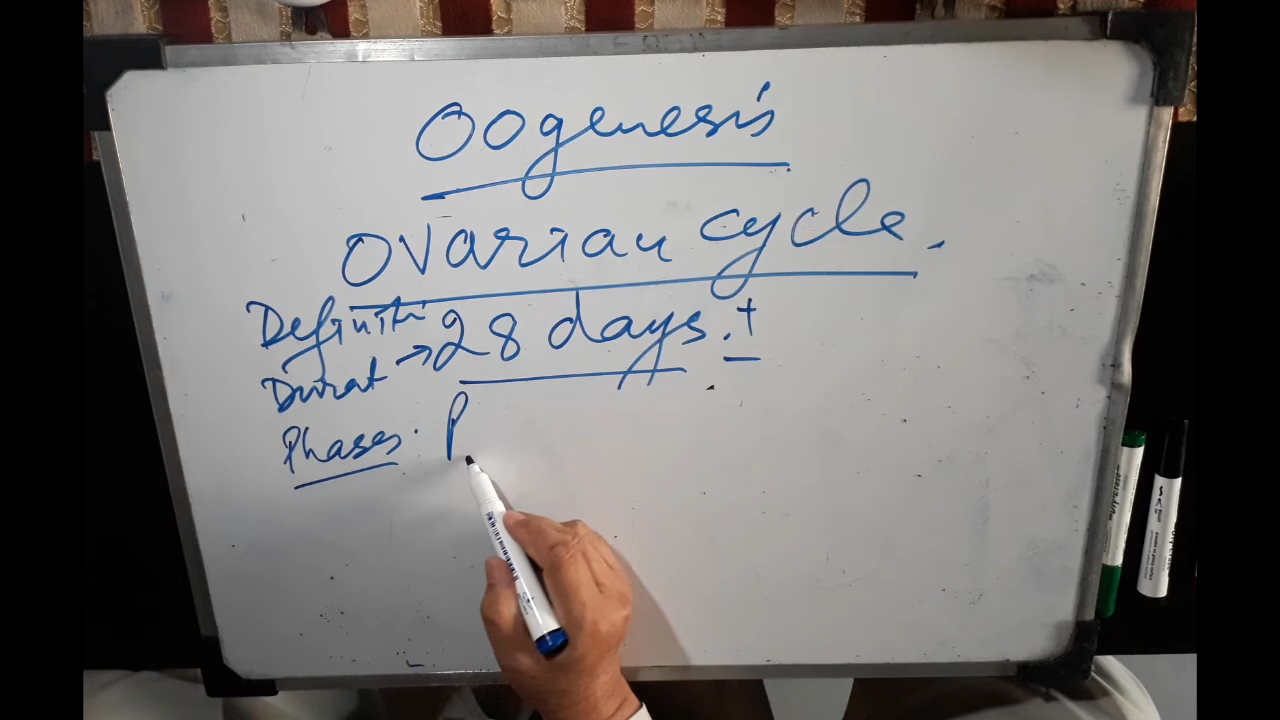 Oogenesis
Ovarian cycle.
Definiti
Durat → 28 days. ±
Phases. P